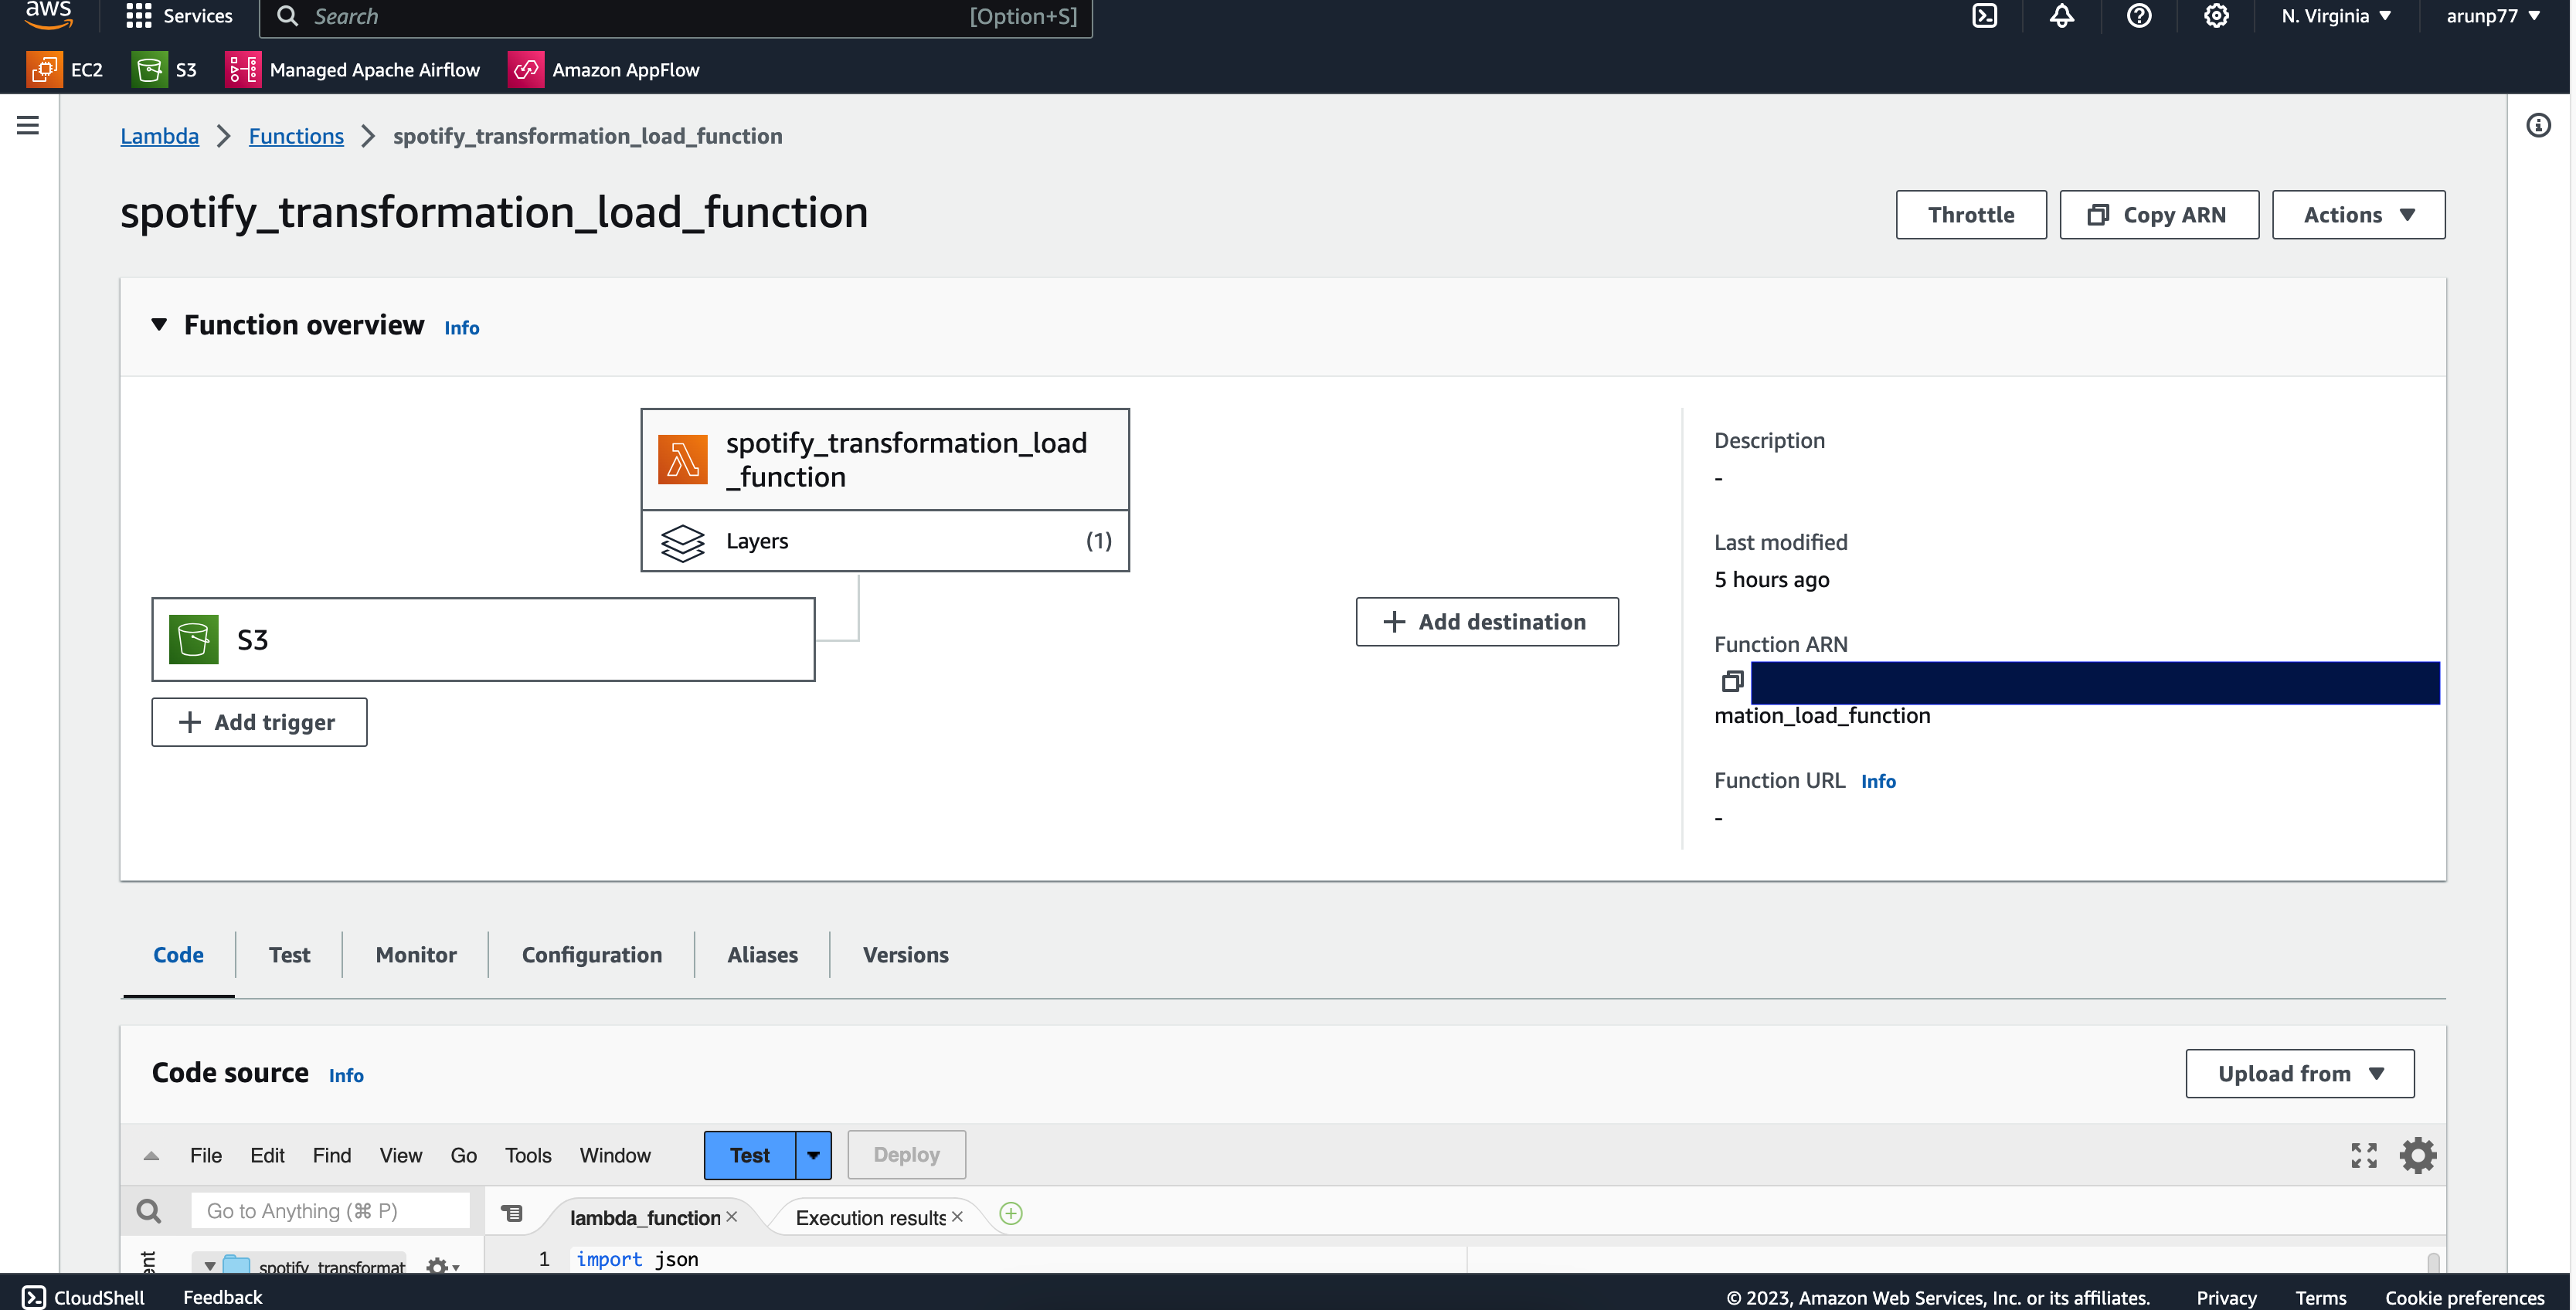 aws Services Search [Option+S] N. Virginia arunp77
EC2 S3 Managed Apache Airflow Amazon AppFlow
Lambda Functions spotify_transformation_load_function
spotify_transformation_load_function
Throttle Copy ARN Actions
Function overview Info
spotify_transformation_load
_function
Layers (1)
S3
Add trigger
Add destination
Description
-
Last modified
5 hours ago
Function ARN
mation_load_function
Function URL Info
-
Code Test Monitor Configuration Aliases Versions
Code source Info
Upload from
File Edit Find View Go Tools Window Test Deploy
Go to Anything (⌘ P) lambda_function Execution results
1 import json
spotify_transformat
CloudShell Feedback © 2023, Amazon Web Services, Inc. or its affiliates. Privacy Terms Cookie preferences